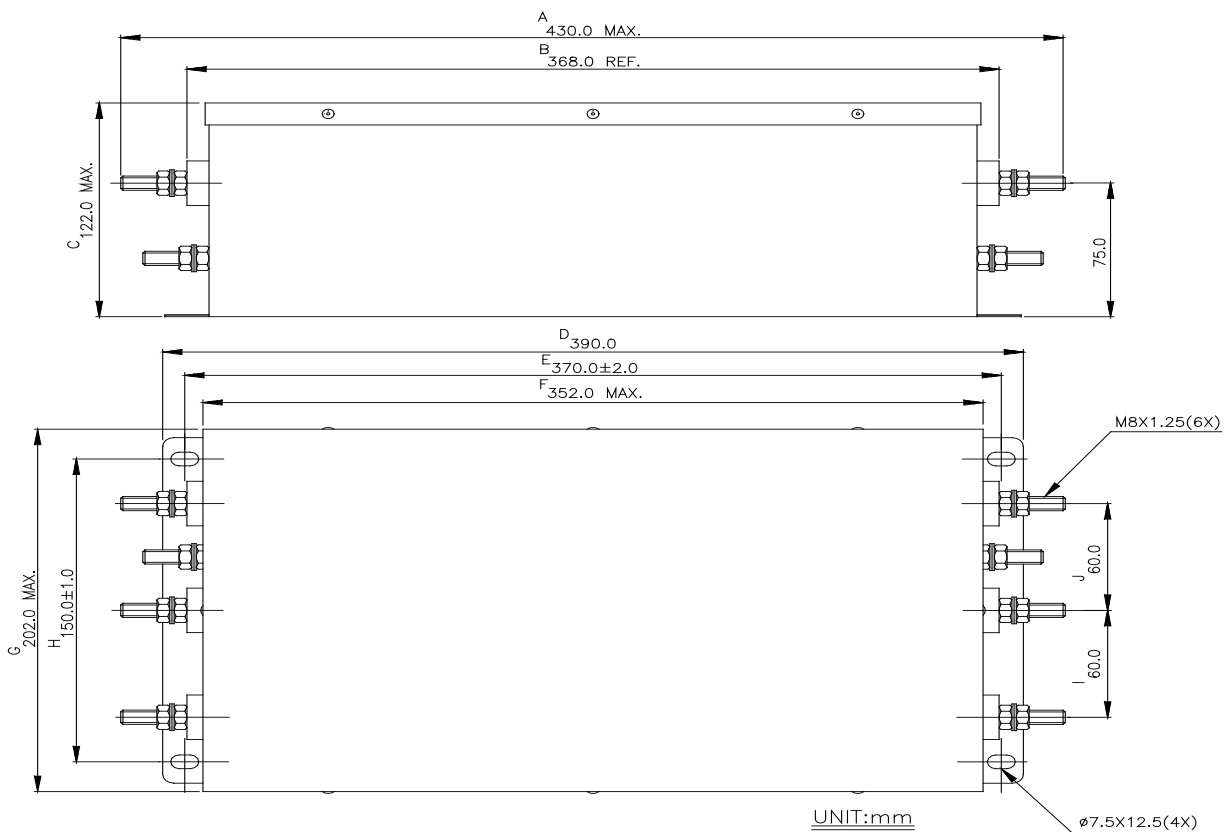 A
430.0 MAX.
B
368.0 REF.
C
122.0 MAX.
75.0
D
390.0
E
370.0±2.0
F
352.0 MAX.
M8X1.25(6X)
G
202.0 MAX.
H
150.0±1.0
J
60.0
I
60.0
UNIT:mm
ø7.5X12.5(4X)